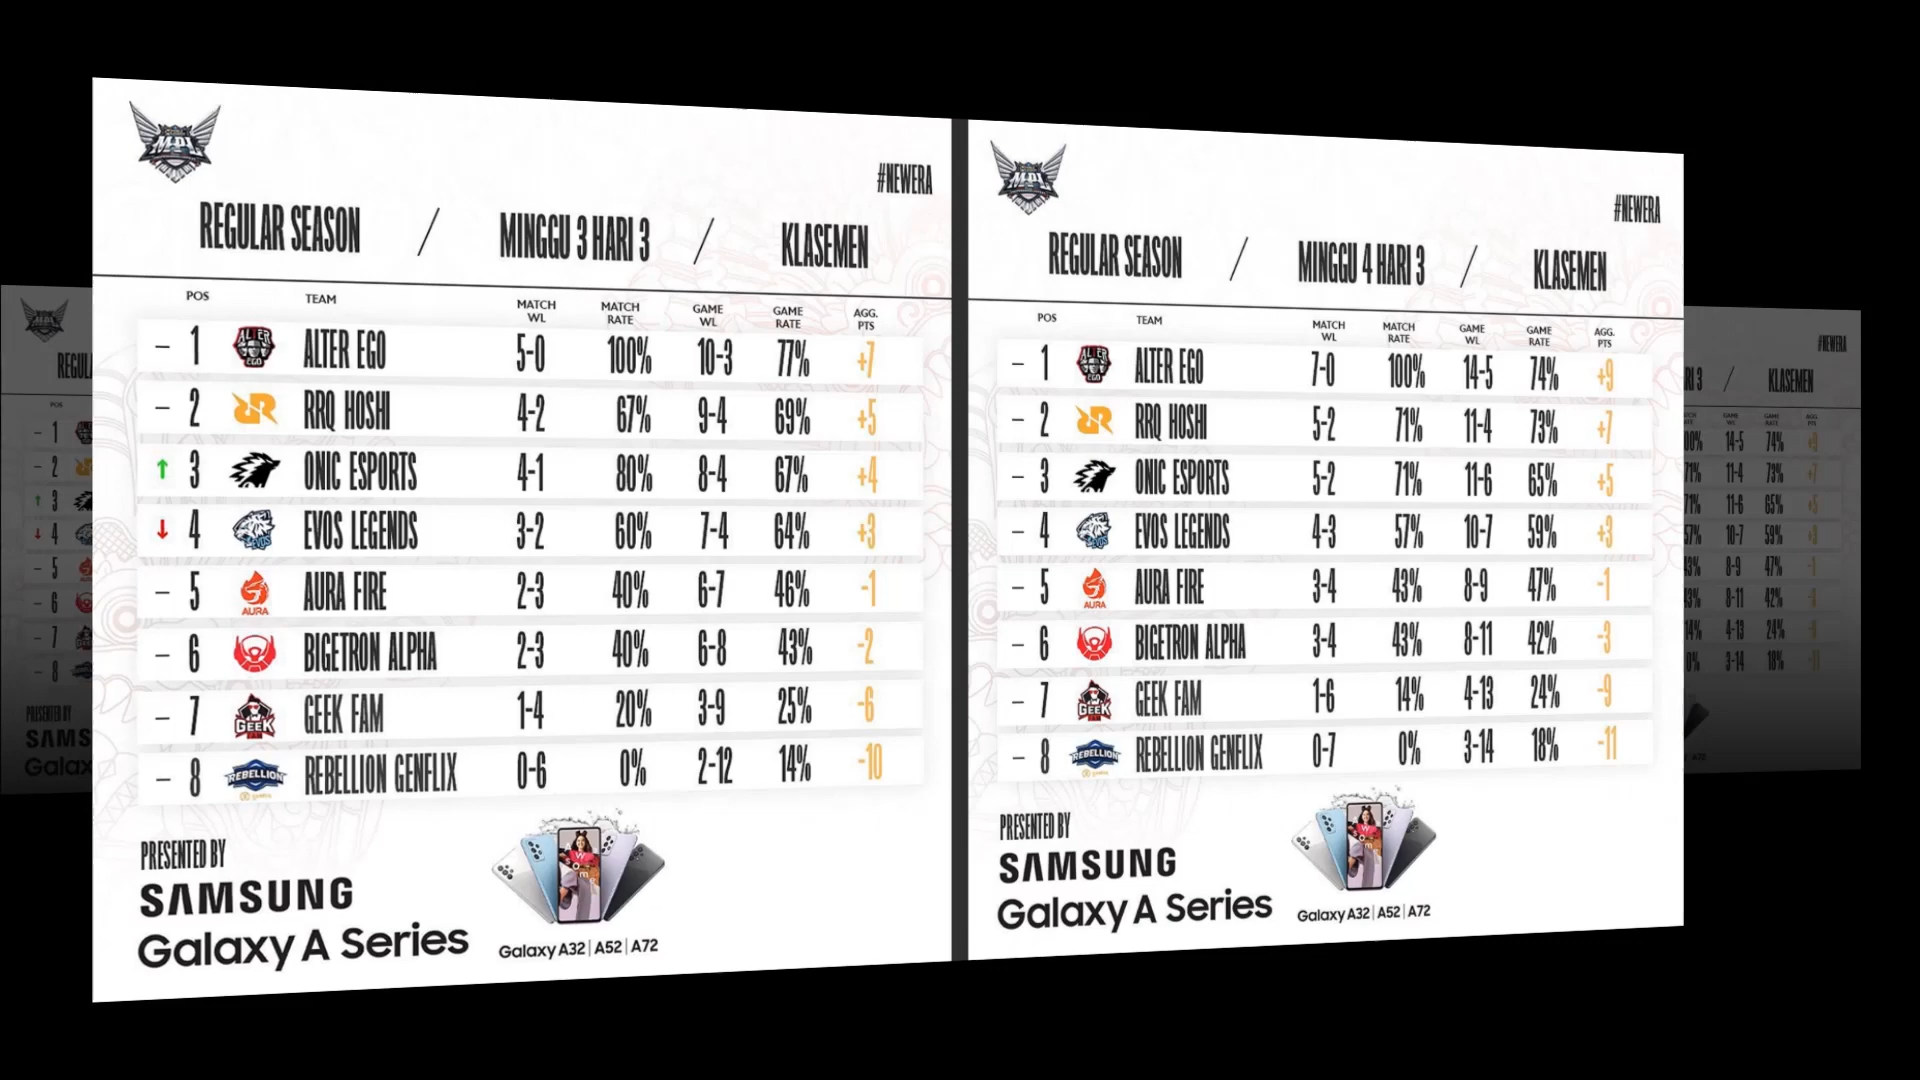 #NEWERA
REGULAR SEASON / MINGGU 3 HARI 3 / KLASEMEN
POS TEAM MATCH WL MATCH RATE GAME WL GAME RATE AGG. PTS
– 1 ALTER EGO 5-0 100% 10-3 77% +7
– 2 RRQ HOSHI 4-2 67% 9-4 69% +5
↑ 3 ONIC ESPORTS 4-1 80% 8-4 67% +4
↓ 4 EVOS LEGENDS 3-2 60% 7-4 64% +3
– 5 AURA FIRE 2-3 40% 6-7 46% -1
– 6 BIGETRON ALPHA 2-3 40% 6-8 43% -2
– 7 GEEK FAM 1-4 20% 3-9 25% -6
– 8 REBELLION GENFLIX 0-6 0% 2-12 14% -10
PRESENTED BY
SAMSUNG
Galaxy A Series
Galaxy A32 | A52 | A72
#NEWERA
REGULAR SEASON / MINGGU 4 HARI 3 / KLASEMEN
POS TEAM MATCH WL MATCH RATE GAME WL GAME RATE AGG. PTS
– 1 ALTER EGO 7-0 100% 14-5 74% +9
– 2 RRQ HOSHI 5-2 71% 11-4 73% +7
– 3 ONIC ESPORTS 5-2 71% 11-6 65% +5
– 4 EVOS LEGENDS 4-3 57% 10-7 59% +3
– 5 AURA FIRE 3-4 43% 8-9 47% -1
– 6 BIGETRON ALPHA 3-4 43% 8-11 42% -3
– 7 GEEK FAM 1-6 14% 4-13 24% -9
– 8 REBELLION GENFLIX 0-7 0% 3-14 18% -11
PRESENTED BY
SAMSUNG
Galaxy A Series
Galaxy A32 | A52 | A72